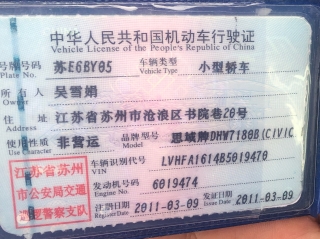 中华人民共和国机动车行驶证
Vehicle License of the People's Republic of China
号牌号码 苏E6BY05 车辆类型 小型轿车
Plate No. Vehicle Type
所有人 吴雪娟
Owner
住址 江苏省苏州市沧浪区书院巷20号
Address
使用性质 非营运 品牌型号 思域牌DHW7180B(CIVIC
Use Character Model
江苏省苏州 车辆识别代号 LVHFA1614B5019470
VIN
市公安局交通 发动机号码 6019474
Engine No.
巡逻警察支队 注册日期 2011-03-09 发证日期 2011-03-09
Register Date Issue Date